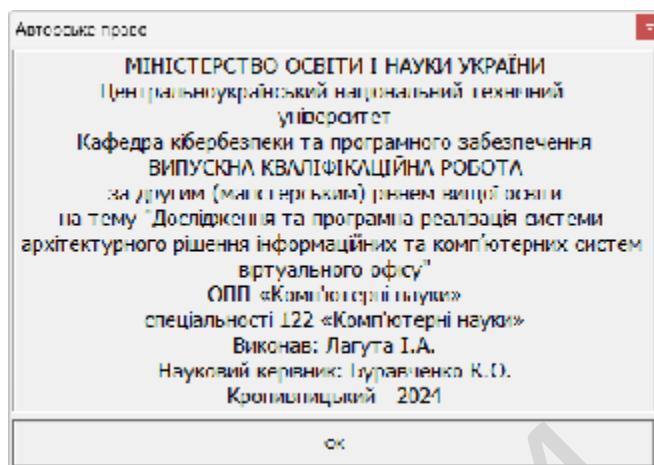 Авторське право
МІНІСТЕРСТВО ОСВІТИ І НАУКИ УКРАЇНИ
Центральноукраїнський національний технічний
університет
Кафедра кібербезпеки та програмного забезпечення
ВИПУСКНА КВАЛІФІКАЦІЙНА РОБОТА
за другим (магістерським) рівнем вищої освіти
на тему "Дослідження та програмна реалізація системи
архітектурного рішення інформаційних та комп'ютерних систем
віртуального офісу"
ОПП «Комп'ютерні науки»
спеціальності 122 «Комп'ютерні науки»
Виконав: Лагута І.А.
Науковий керівник: Буравченко К.О.
Кропивницький 2024
ОК